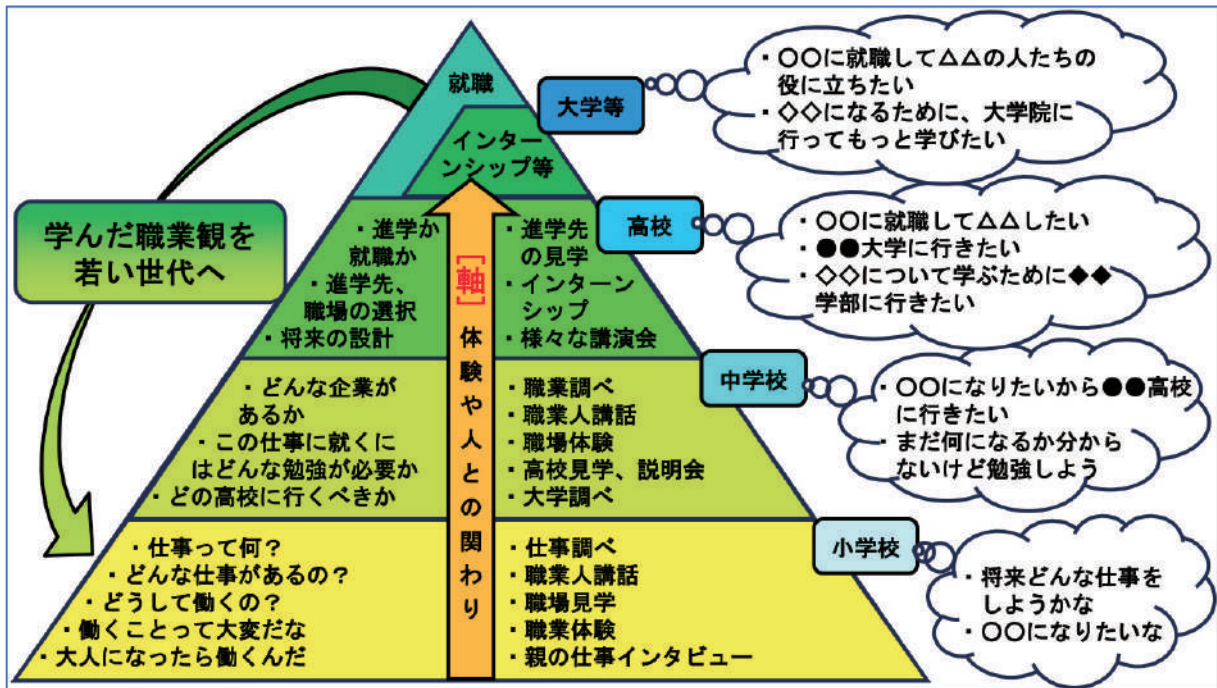 就職
インター
ンシップ等
大学等
・〇〇に就職して△△の人たちの
役に立ちたい
・◇◇になるために、大学院に
行ってもっと学びたい
学んだ職業観を
若い世代へ
・進学か
就職か
・進学先、
職場の選択
・将来の設計
[軸]体験や人との関わり
・進学先
の見学
・インターン
シップ
・様々な講演会
高校
・〇〇に就職して△△したい
・●●大学に行きたい
・◇◇について学ぶために◆◆
学部に行きたい
・どんな企業が
あるか
・この仕事に就くに
はどんな勉強が必要か
・どの高校に行くべきか
・職業調べ
・職業人講話
・職場体験
・高校見学、説明会
・大学調べ
中学校
・〇〇になりたいから●●高校
に行きたい
・まだ何になるか分から
ないけど勉強しよう
・仕事って何？
・どんな仕事があるの？
・どうして働くの？
・働くことって大変だな
・大人になったら働くんだ
・仕事調べ
・職業人講話
・職場見学
・職業体験
・親の仕事インタビュー
小学校
・将来どんな仕事を
しようかな
・〇〇になりたいな